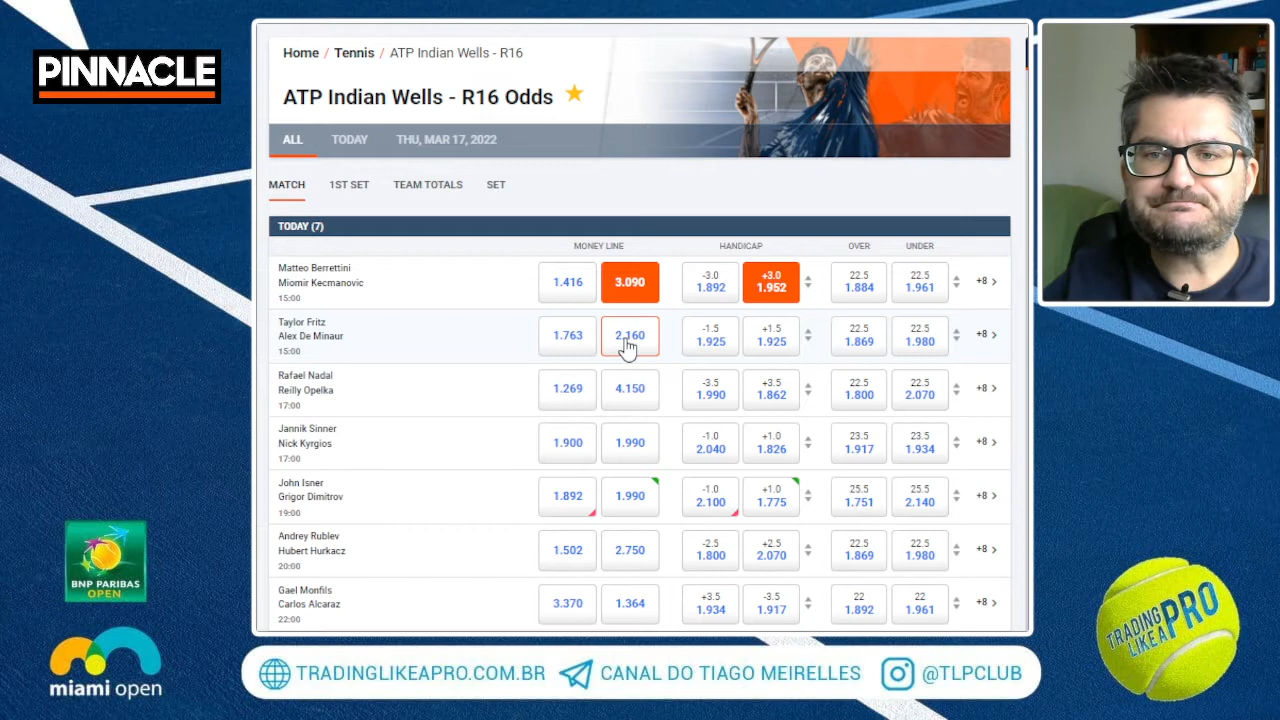 PINNACLE
Home / Tennis / ATP Indian Wells - R16
ATP Indian Wells - R16 Odds
ALL TODAY THU, MAR 17, 2022
MATCH 1ST SET TEAM TOTALS SET
TODAY (7)
MONEY LINE HANDICAP OVER UNDER
Matteo Berrettini
Miomir Kecmanovic
15:00
1.416 3.090 -3.0 1.892 +3.0 1.952 22.5 1.884 22.5 1.961 +8
Taylor Fritz
Alex De Minaur
15:00
1.763 2.160 -1.5 1.925 +1.5 1.925 22.5 1.869 22.5 1.980 +8
Rafael Nadal
Reilly Opelka
17:00
1.269 4.150 -3.5 1.990 +3.5 1.862 22.5 1.800 22.5 2.070 +8
Jannik Sinner
Nick Kyrgios
17:00
1.900 1.990 -1.0 2.040 +1.0 1.826 23.5 1.917 23.5 1.934 +8
John Isner
Grigor Dimitrov
19:00
1.892 1.990 -1.0 2.100 +1.0 1.775 25.5 1.751 25.5 2.140 +8
Andrey Rublev
Hubert Hurkacz
20:00
1.502 2.750 -2.5 1.800 +2.5 2.070 22.5 1.869 22.5 1.980 +8
Gael Monfils
Carlos Alcaraz
22:00
3.370 1.364 +3.5 1.934 -3.5 1.917 22 1.892 22 1.961 +8
BNP PARIBAS
OPEN
miami open
TRADINGLIKEAPRO.COM.BR CANAL DO TIAGO MEIRELLES @TLPCLUB
TRADING
LIKE A
PRO